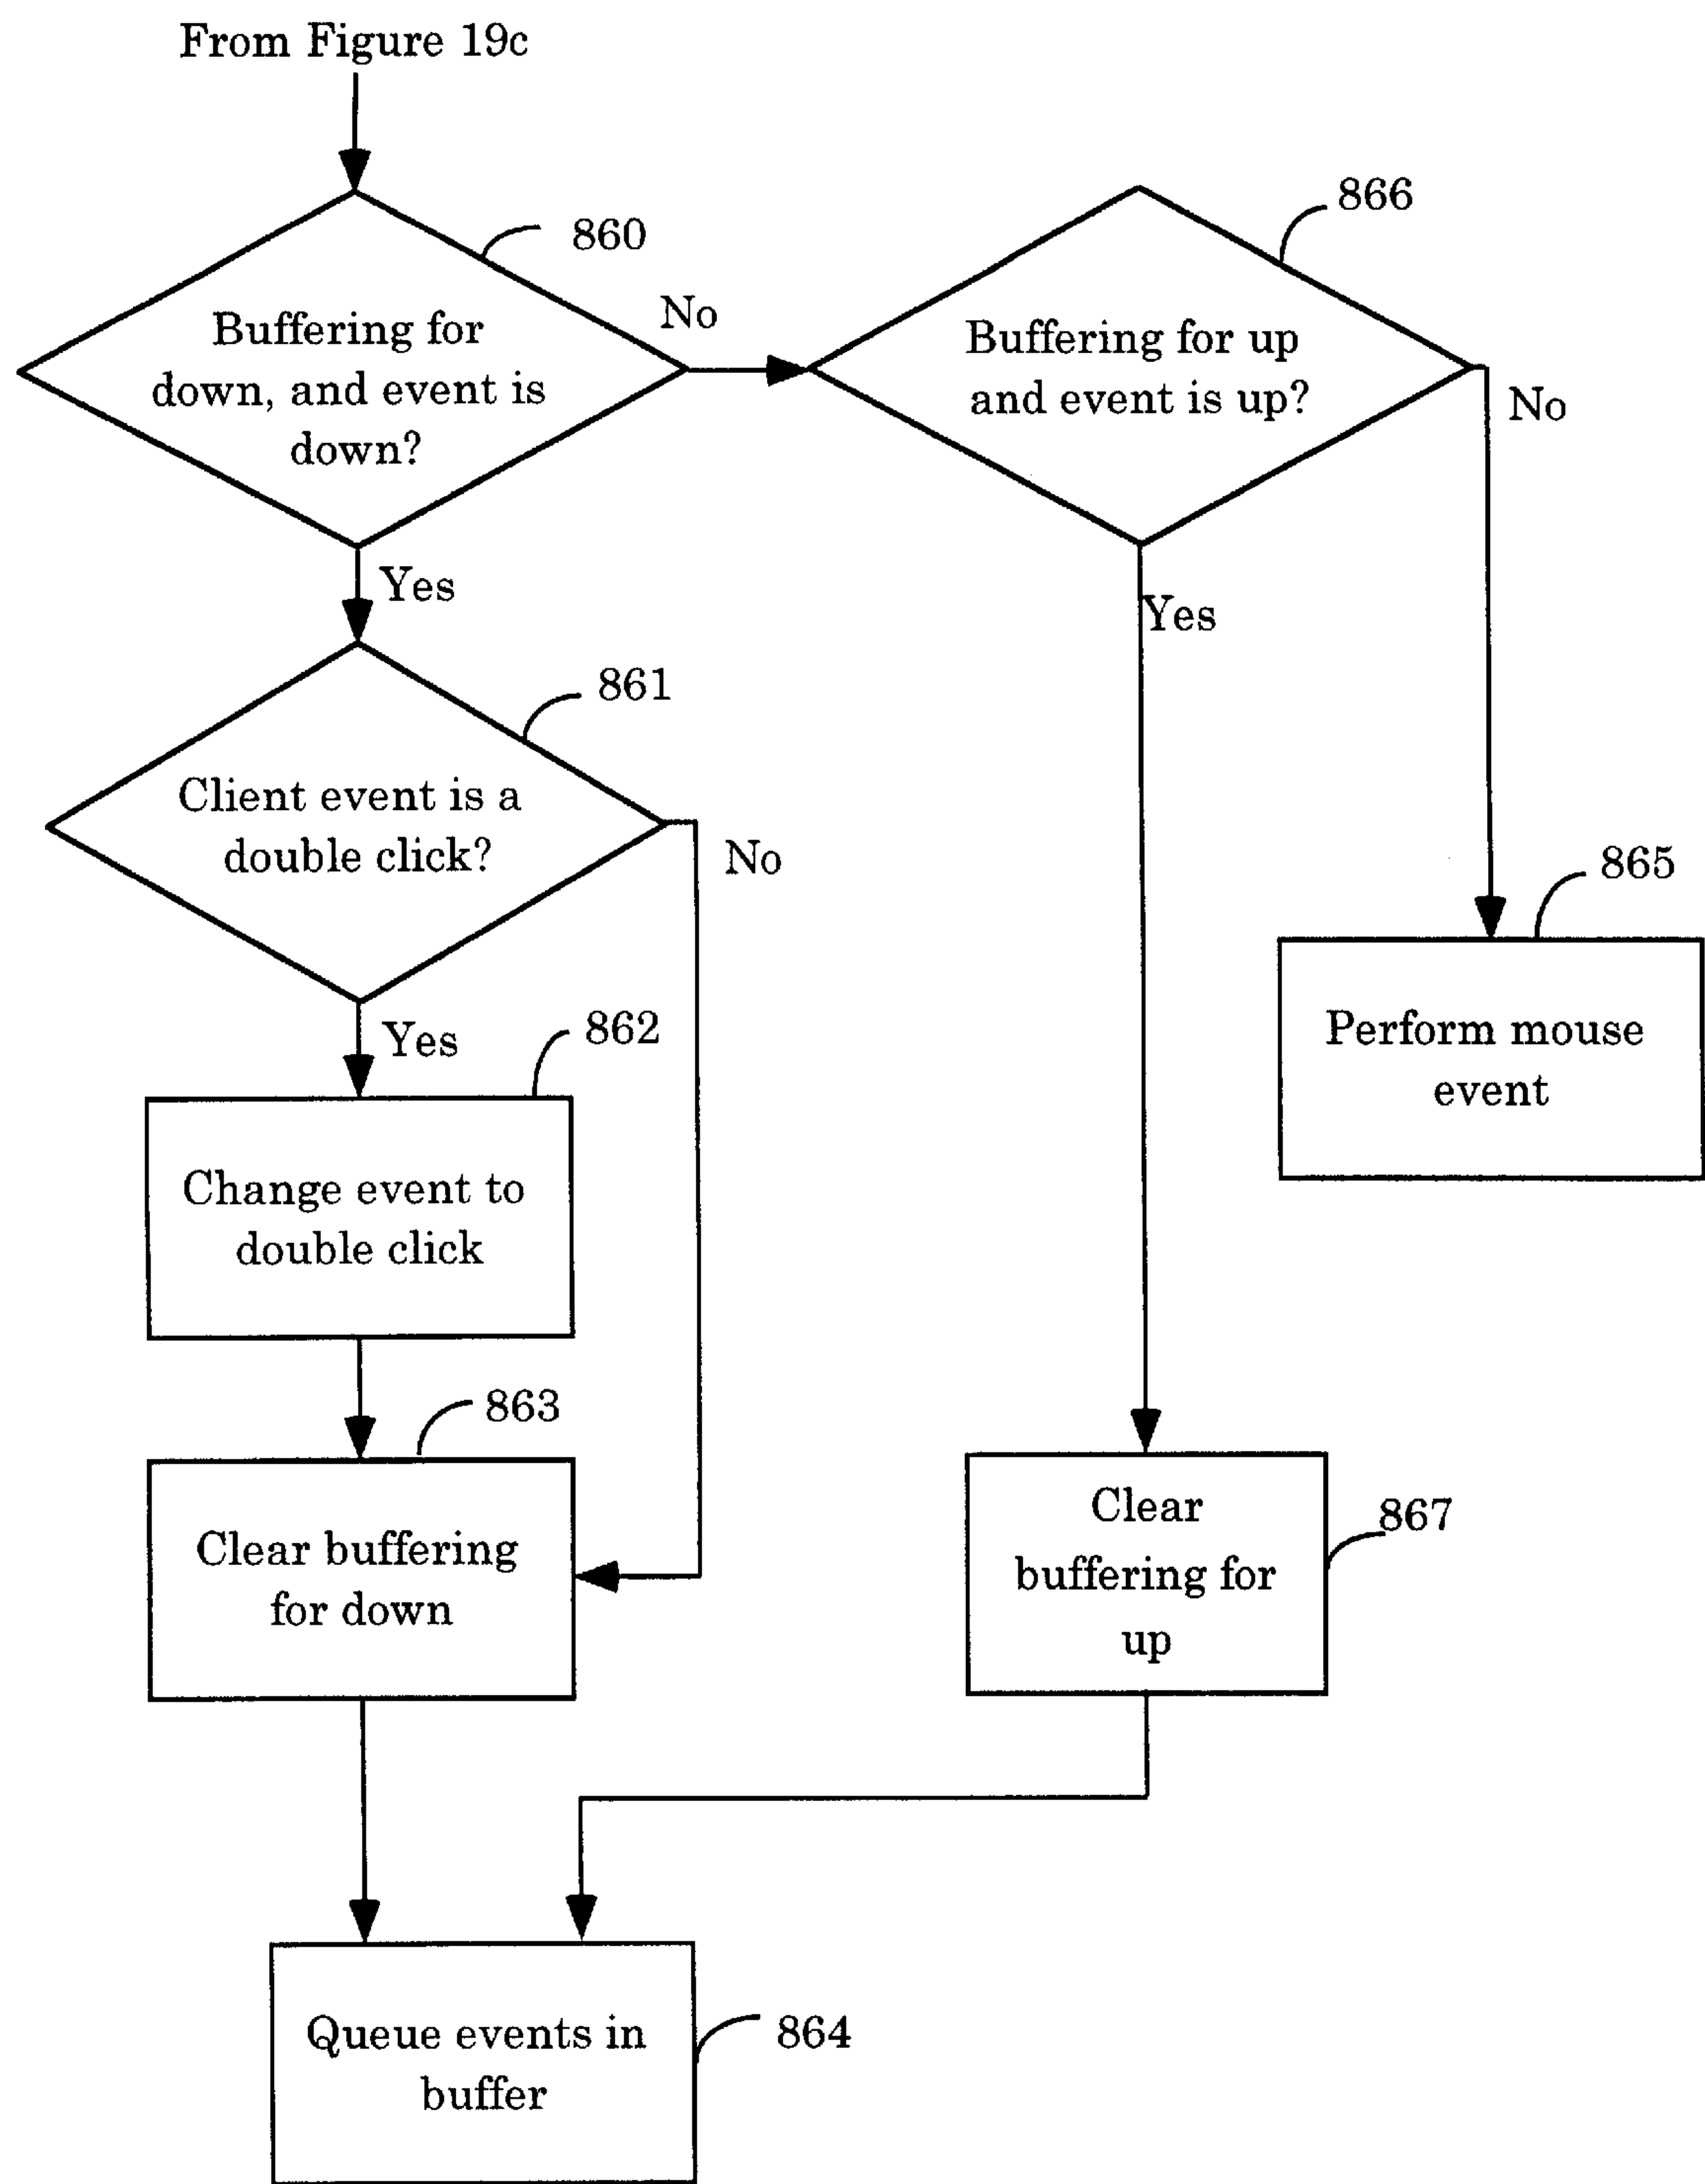 From Figure 19c
860
Buffering for
down, and event is
down?
No
866
Buffering for up
and event is up?
No
Yes
Yes
861
Client event is a
double click?
No
865
Perform mouse
event
Yes
862
Change event to
double click
863
Clear buffering
for down
Clear
buffering for
up
867
Queue events in
buffer
864